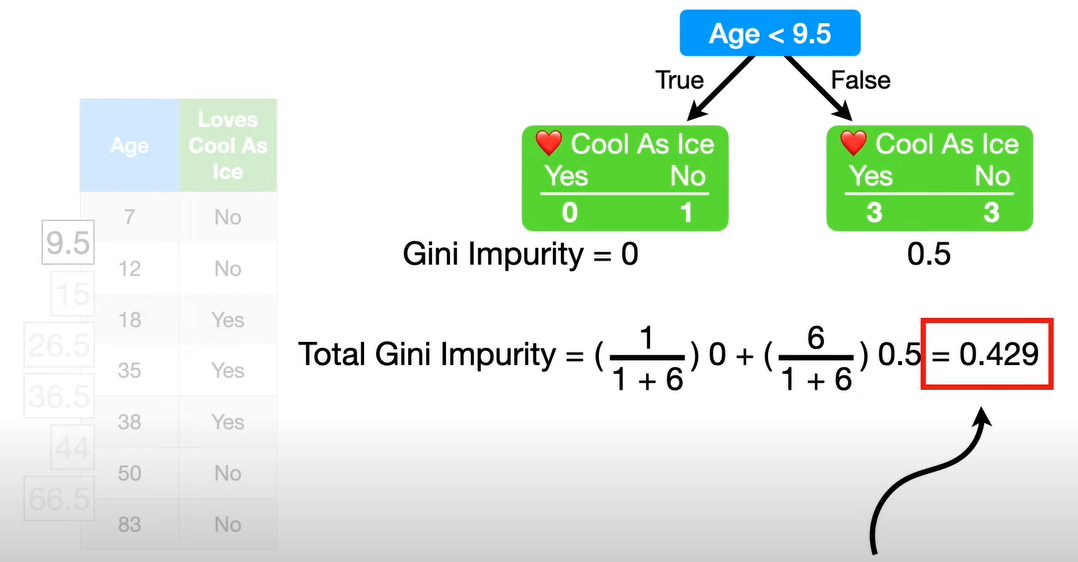 Age < 9.5
True False
❤️ Cool As Ice
Yes No
0 1
❤️ Cool As Ice
Yes No
3 3
Gini Impurity = 0
0.5
Total Gini Impurity = ( 1 / 1 + 6 ) 0 + ( 6 / 1 + 6 ) 0.5 = 0.429
Age
Loves
Cool As
Ice
7 No
9.5
12 No
15
18 Yes
26.5
35 Yes
36.5
38 Yes
44
50 No
66.5
83 No